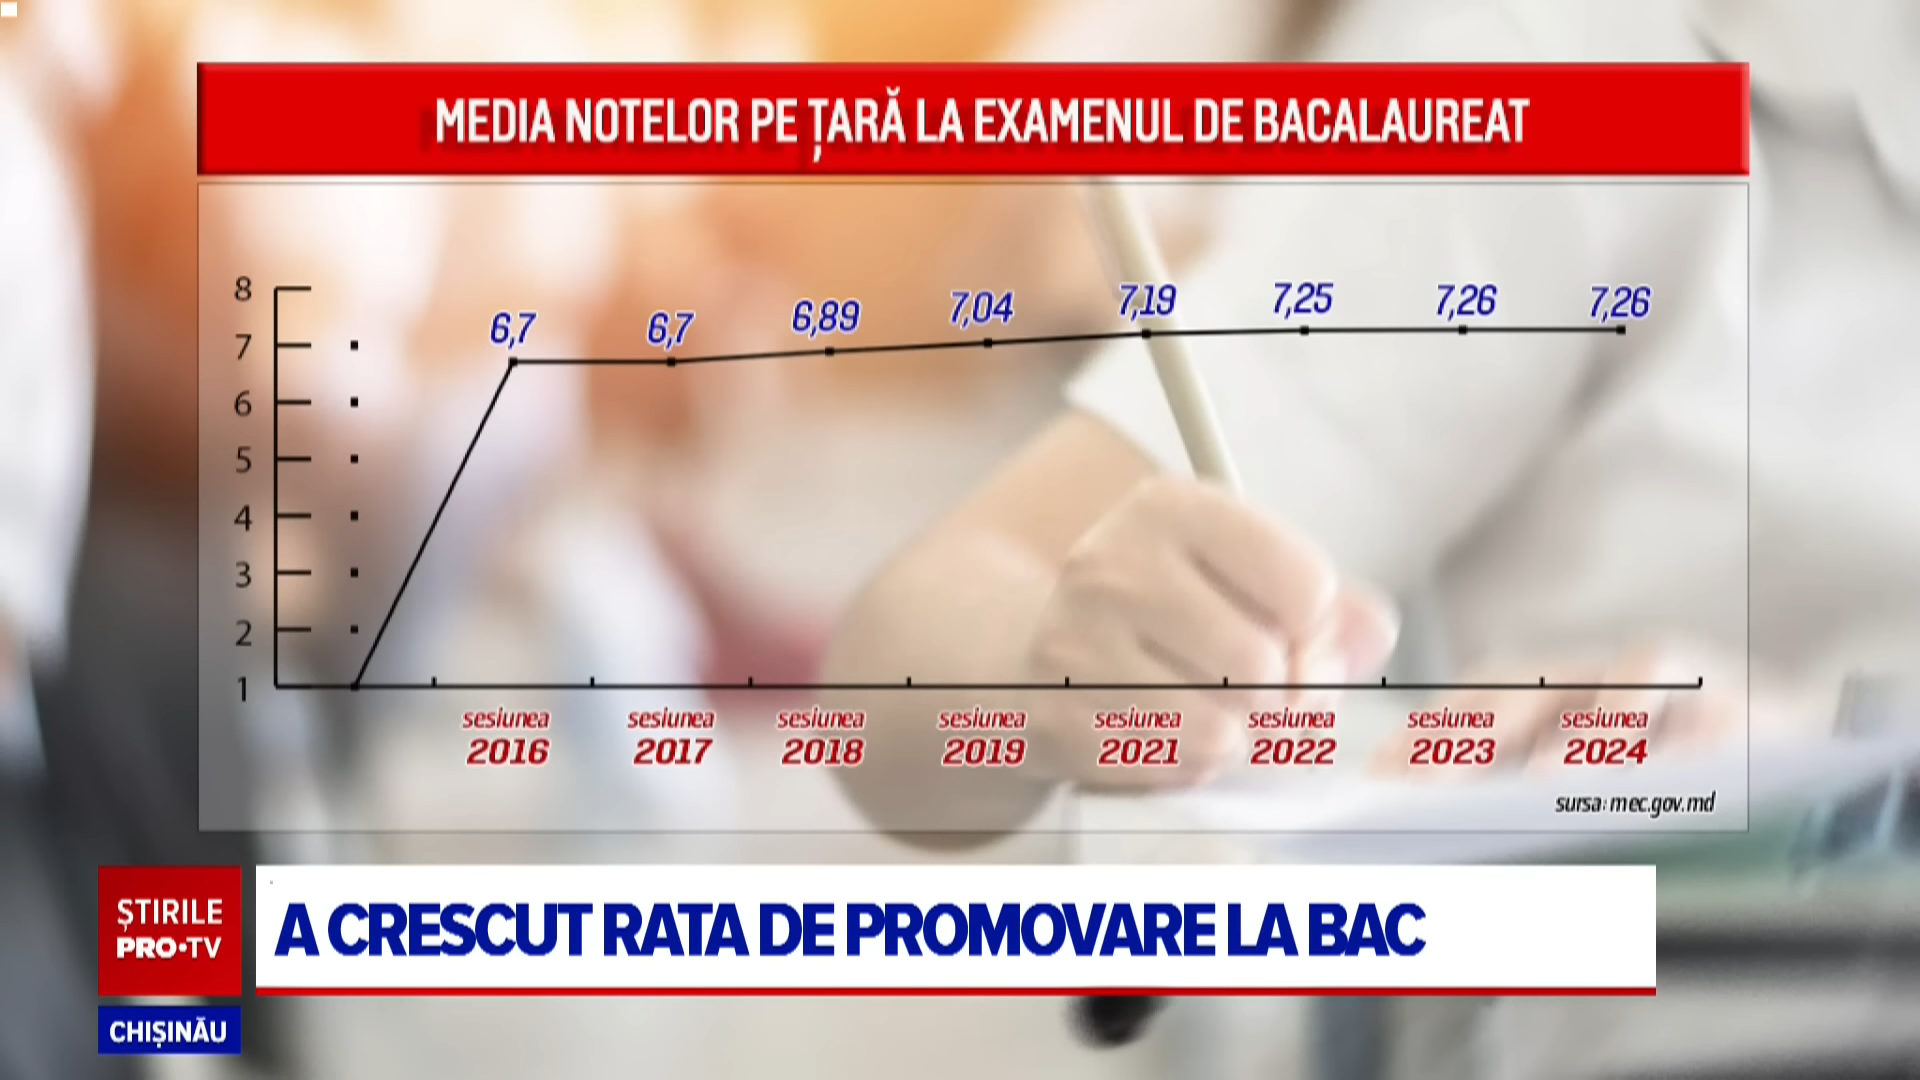 MEDIA NOTELOR PE ȚARĂ LA EXAMENUL DE BACALAUREAT
8
7
6
5
4
3
2
1
6,7
6,7
6,89
7,04
7,19
7,25
7,26
7,26
sesiunea
2016
sesiunea
2017
sesiunea
2018
sesiunea
2019
sesiunea
2021
sesiunea
2022
sesiunea
2023
sesiunea
2024
sursa: mec.gov.md
ȘTIRILE
PRO•TV
CHIȘINĂU
A CRESCUT RATA DE PROMOVARE LA BAC